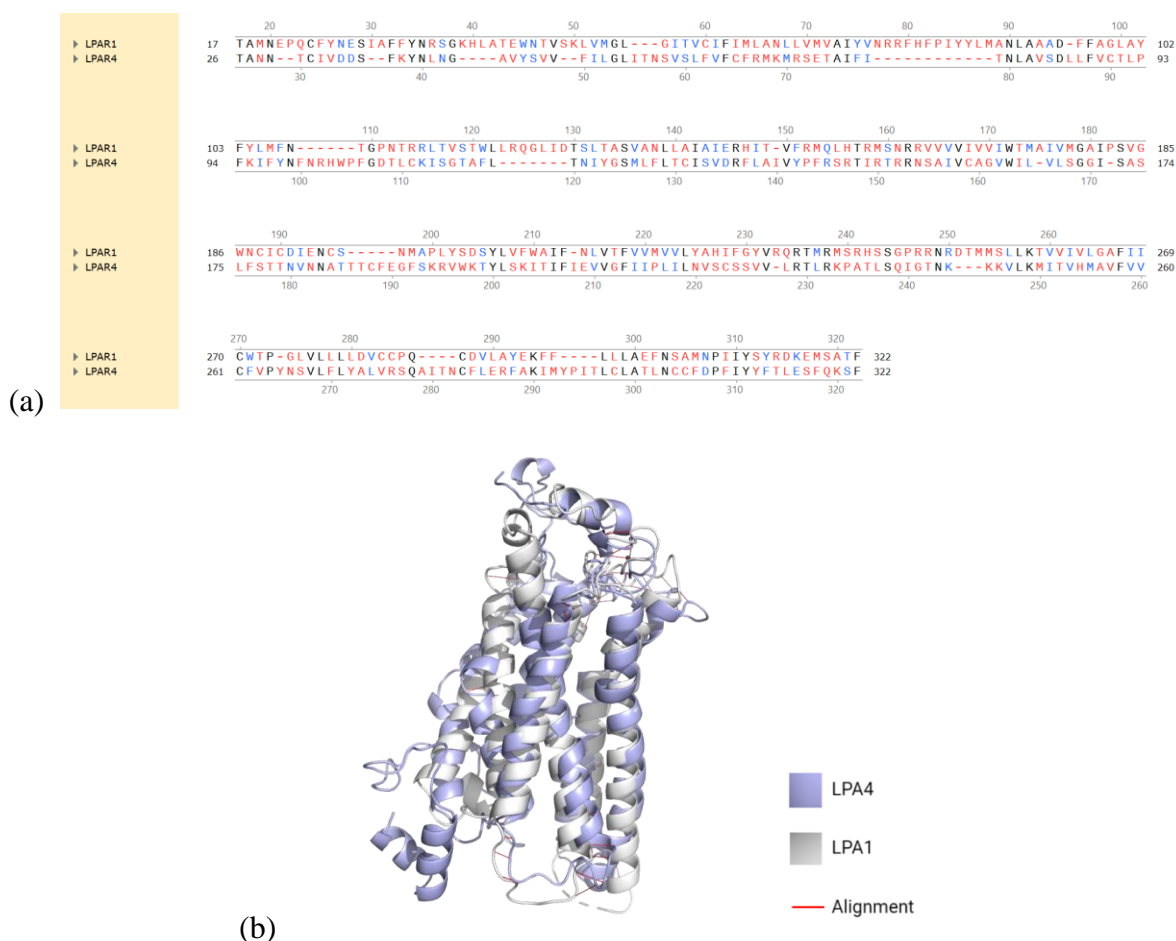 20 30 40 50 60 70 80 90 100
LPAR1 17 TAMNEPQCFYNESIAFFYNRSGKHLATEWNTVSKLVMGL---GITVCIFIMLANLLVMVAIYVNRRFHFPIYYLMANLAAAD-FFAGLAY 102
LPAR4 26 TANN--TCIVDDS--FKYNLNG----AVYSVV--FILGLITNSVSLFVFCFRMKMRSETAIFI-----------TNLAVSDLLFVCTLP 93
30 40 50 60 70 80 90
110 120 130 140 150 160 170 180
LPAR1 103 FYLMFN------TGPNTRRLTVSTWLLRQGLIDTSLTASVANLLAIAIERHIT-VFRMQLHTRMSNRRVVVVIVVIWTMAIVMGAIPSVG 185
LPAR4 94 FKIFYNFNRHWPFGDTLCKISGTAFL------TNIYGSMLFLTCISVDRFLAIVYPFRSRTIRTRRNSAIVCAGVWIL-VLSGGI-SAS 174
100 110 120 130 140 150 160 170
190 200 210 220 230 240 250 260
LPAR1 186 WNCICDIENCS-----NMAPLYSDSYLVFWAIF-NLVTFVVMVVLYAHIFGYVRQRTMRMSRHSSGPRRNRDTMMSLLKTVVIVLGAFII 269
LPAR4 175 LFSTTNVNNATTTCFEGFSKRVWKTYLSKITIFIEVVGFIIPLILNVSCSSVV-LRTLRKPATLSQIGTNK---KKVLKMITVHMAVFVV 260
180 190 200 210 220 230 240 250 260
270 280 290 300 310 320
LPAR1 270 CWTP-GLVLLLLDVCCPQ----CDVLAYEKFF----LLLAEFNSAMNPIIYSYRDKEMSATF 322
LPAR4 261 CFVPYNSVLFLYALVRSQAITNCFLERFAKIMYPITLCLATLNCCFDPFIYYFTLESFQKSF 322
270 280 290 300 310 320
(a)
LPA4
LPA1
Alignment
(b)